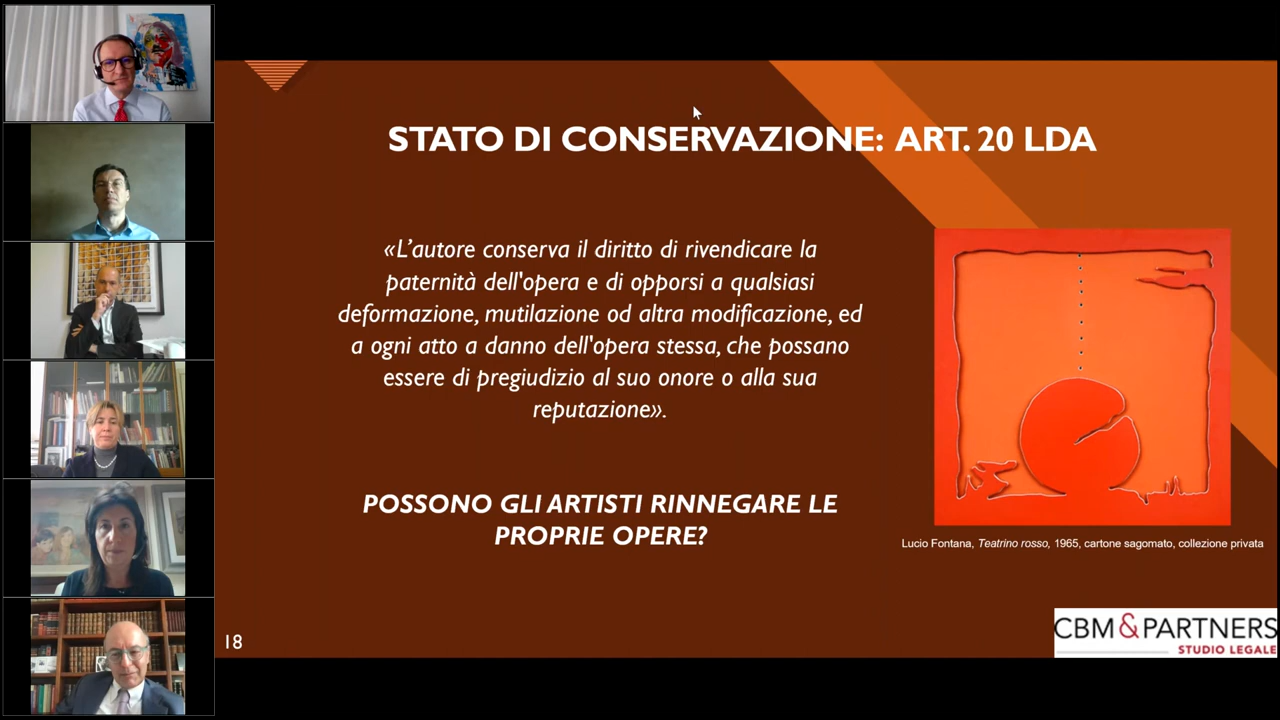 STATO DI CONSERVAZIONE: ART. 20 LDA
«L'autore conserva il diritto di rivendicare la
paternità dell'opera e di opporsi a qualsiasi
deformazione, mutilazione od altra modificazione, ed
a ogni atto a danno dell'opera stessa, che possano
essere di pregiudizio al suo onore o alla sua
reputazione».
POSSONO GLI ARTISTI RINNEGARE LE
PROPRIE OPERE?
Lucio Fontana, Teatrino rosso, 1965, cartone sagomato, collezione privata
18
CBM&PARTNERS
STUDIO LEGALE